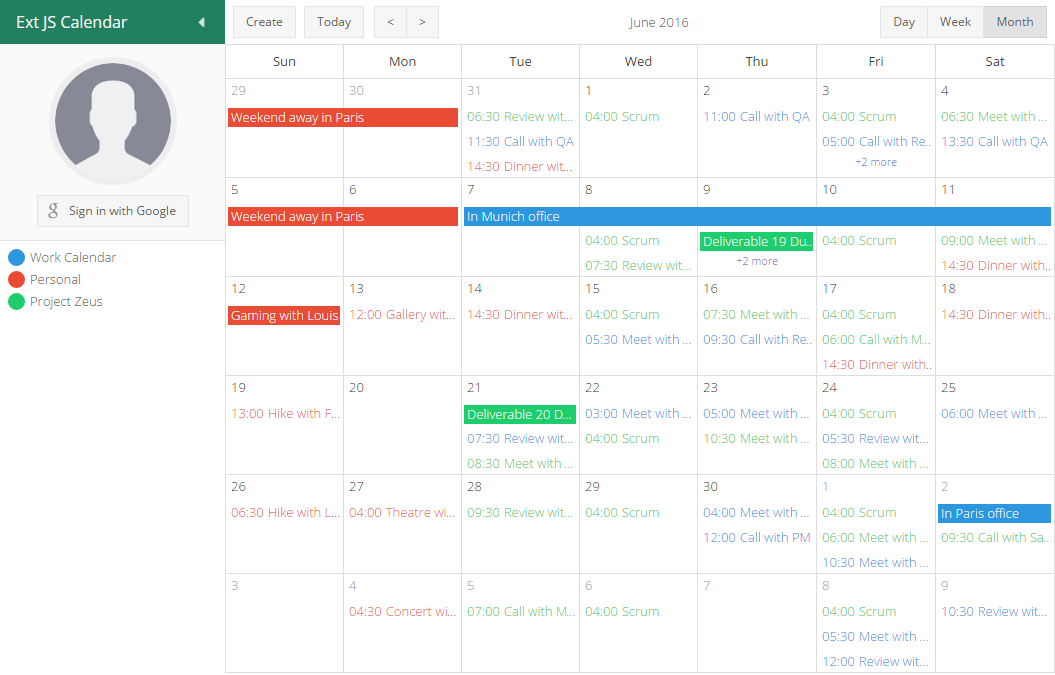 Ext JS Calendar
Create Today < > June 2016 Day Week Month
Sign in with Google
Work Calendar
Personal
Project Zeus
Sun Mon Tue Wed Thu Fri Sat
29 30 31 1 2 3 4
Weekend away in Paris 06:30 Review wit... 04:00 Scrum 11:00 Call with QA 04:00 Scrum 06:30 Meet with ...
11:30 Call with QA 05:00 Call with Re... 13:30 Call with QA
14:30 Dinner wit... +2 more
5 6 7 8 9 10 11
Weekend away in Paris In Munich office
04:00 Scrum Deliverable 19 Du... 04:00 Scrum 09:00 Meet with ...
07:30 Review wit... +2 more 14:30 Dinner with...
12 13 14 15 16 17 18
Gaming with Louis 12:00 Gallery wit... 14:30 Dinner wit... 04:00 Scrum 07:30 Meet with ... 04:00 Scrum 14:30 Dinner with...
05:30 Meet with ... 09:30 Call with Re... 06:00 Call with M...
14:30 Dinner with...
19 20 21 22 23 24 25
13:00 Hike with F... Deliverable 20 D... 03:00 Meet with ... 05:00 Meet with ... 04:00 Scrum 06:00 Meet with ...
07:30 Review wit... 04:00 Scrum 10:30 Meet with ... 05:30 Review wit...
08:30 Meet with ... 08:00 Meet with ...
26 27 28 29 30 1 2
06:30 Hike with L... 04:00 Theatre wi... 09:30 Review wit... 04:00 Scrum 04:00 Meet with ... 04:00 Scrum In Paris office
12:00 Call with PM 06:00 Meet with ... 09:30 Call with Sa...
10:30 Meet with ...
3 4 5 6 7 8 9
04:30 Concert wi... 07:00 Call with M... 04:00 Scrum 04:00 Scrum 10:30 Review wit...
05:30 Meet with ...
12:00 Review wit...